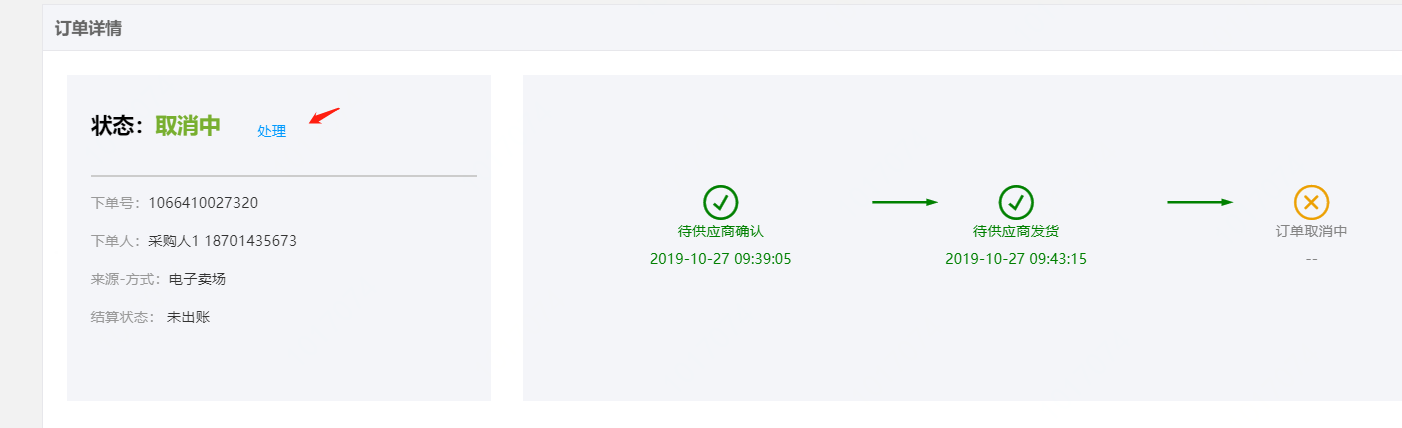 订单详情
状态：取消中 处理
下单号：1066410027320
下单人：采购人1 18701435673
来源-方式：电子卖场
结算状态： 未出账
待供应商确认
2019-10-27 09:39:05
待供应商发货
2019-10-27 09:43:15
订单取消中
--